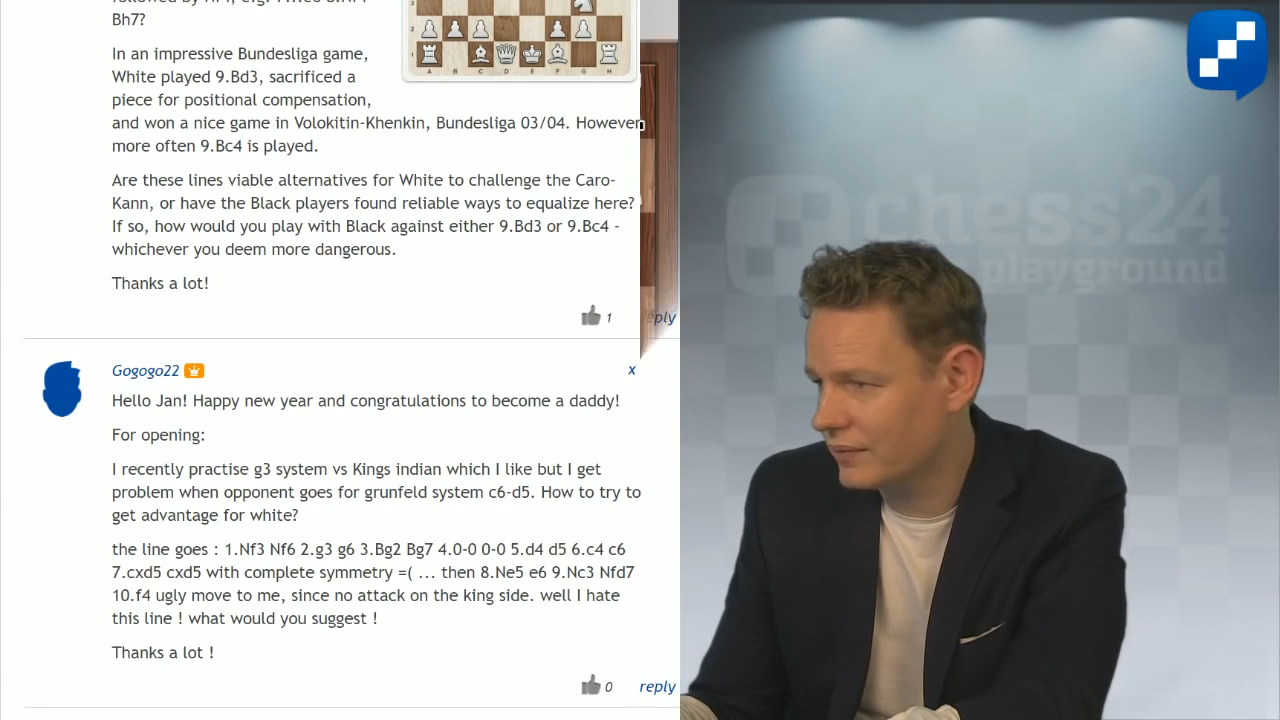 Bh7?
In an impressive Bundesliga game,
White played 9.Bd3, sacrificed a
piece for positional compensation,
and won a nice game in Volokitin-Khenkin, Bundesliga 03/04. However
more often 9.Bc4 is played.
Are these lines viable alternatives for White to challenge the Caro-
Kann, or have the Black players found reliable ways to equalize here?
If so, how would you play with Black against either 9.Bd3 or 9.Bc4 -
whichever you deem more dangerous.
Thanks a lot!
1 eply
Gogogo22 x
Hello Jan! Happy new year and congratulations to become a daddy!
For opening:
I recently practise g3 system vs Kings indian which I like but I get
problem when opponent goes for grunfeld system c6-d5. How to try to
get advantage for white?
the line goes : 1.Nf3 Nf6 2.g3 g6 3.Bg2 Bg7 4.0-0 0-0 5.d4 d5 6.c4 c6
7.cxd5 cxd5 with complete symmetry =( ... then 8.Ne5 e6 9.Nc3 Nfd7
10.f4 ugly move to me, since no attack on the king side. well I hate
this line ! what would you suggest !
Thanks a lot !
0 reply
3
2
1
A B C D E F G H
chess24
playground